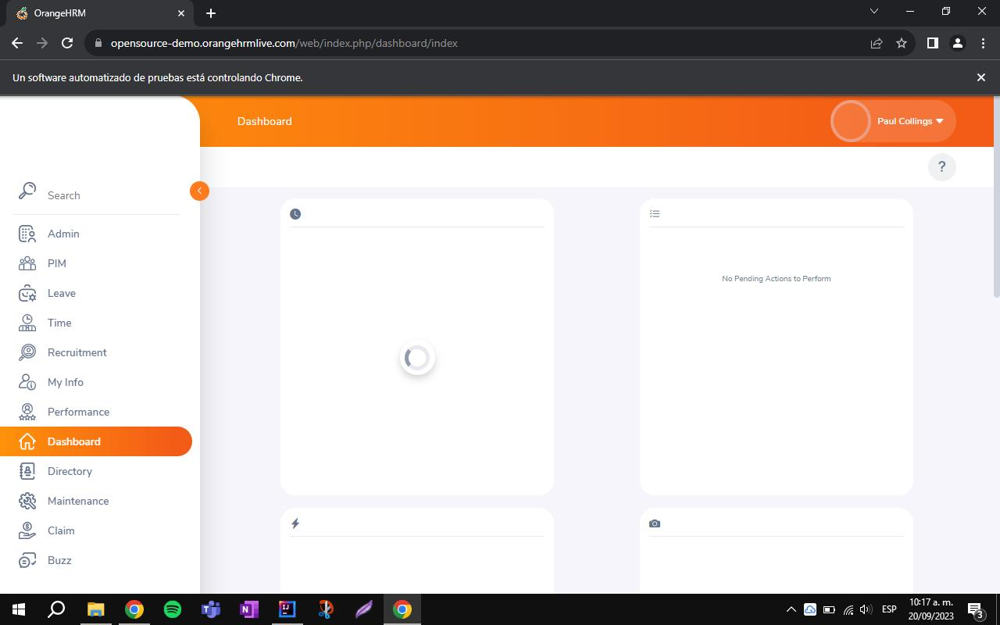 OrangeHRM
opensource-demo.orangehrmlive.com/web/index.php/dashboard/index
Un software automatizado de pruebas está controlando Chrome.
Dashboard
Paul Collings
?
Search
Admin
PIM
Leave
Time
Recruitment
My Info
Performance
Dashboard
Directory
Maintenance
Claim
Buzz
No Pending Actions to Perform
ESP
10:17 a. m.
20/09/2023
3